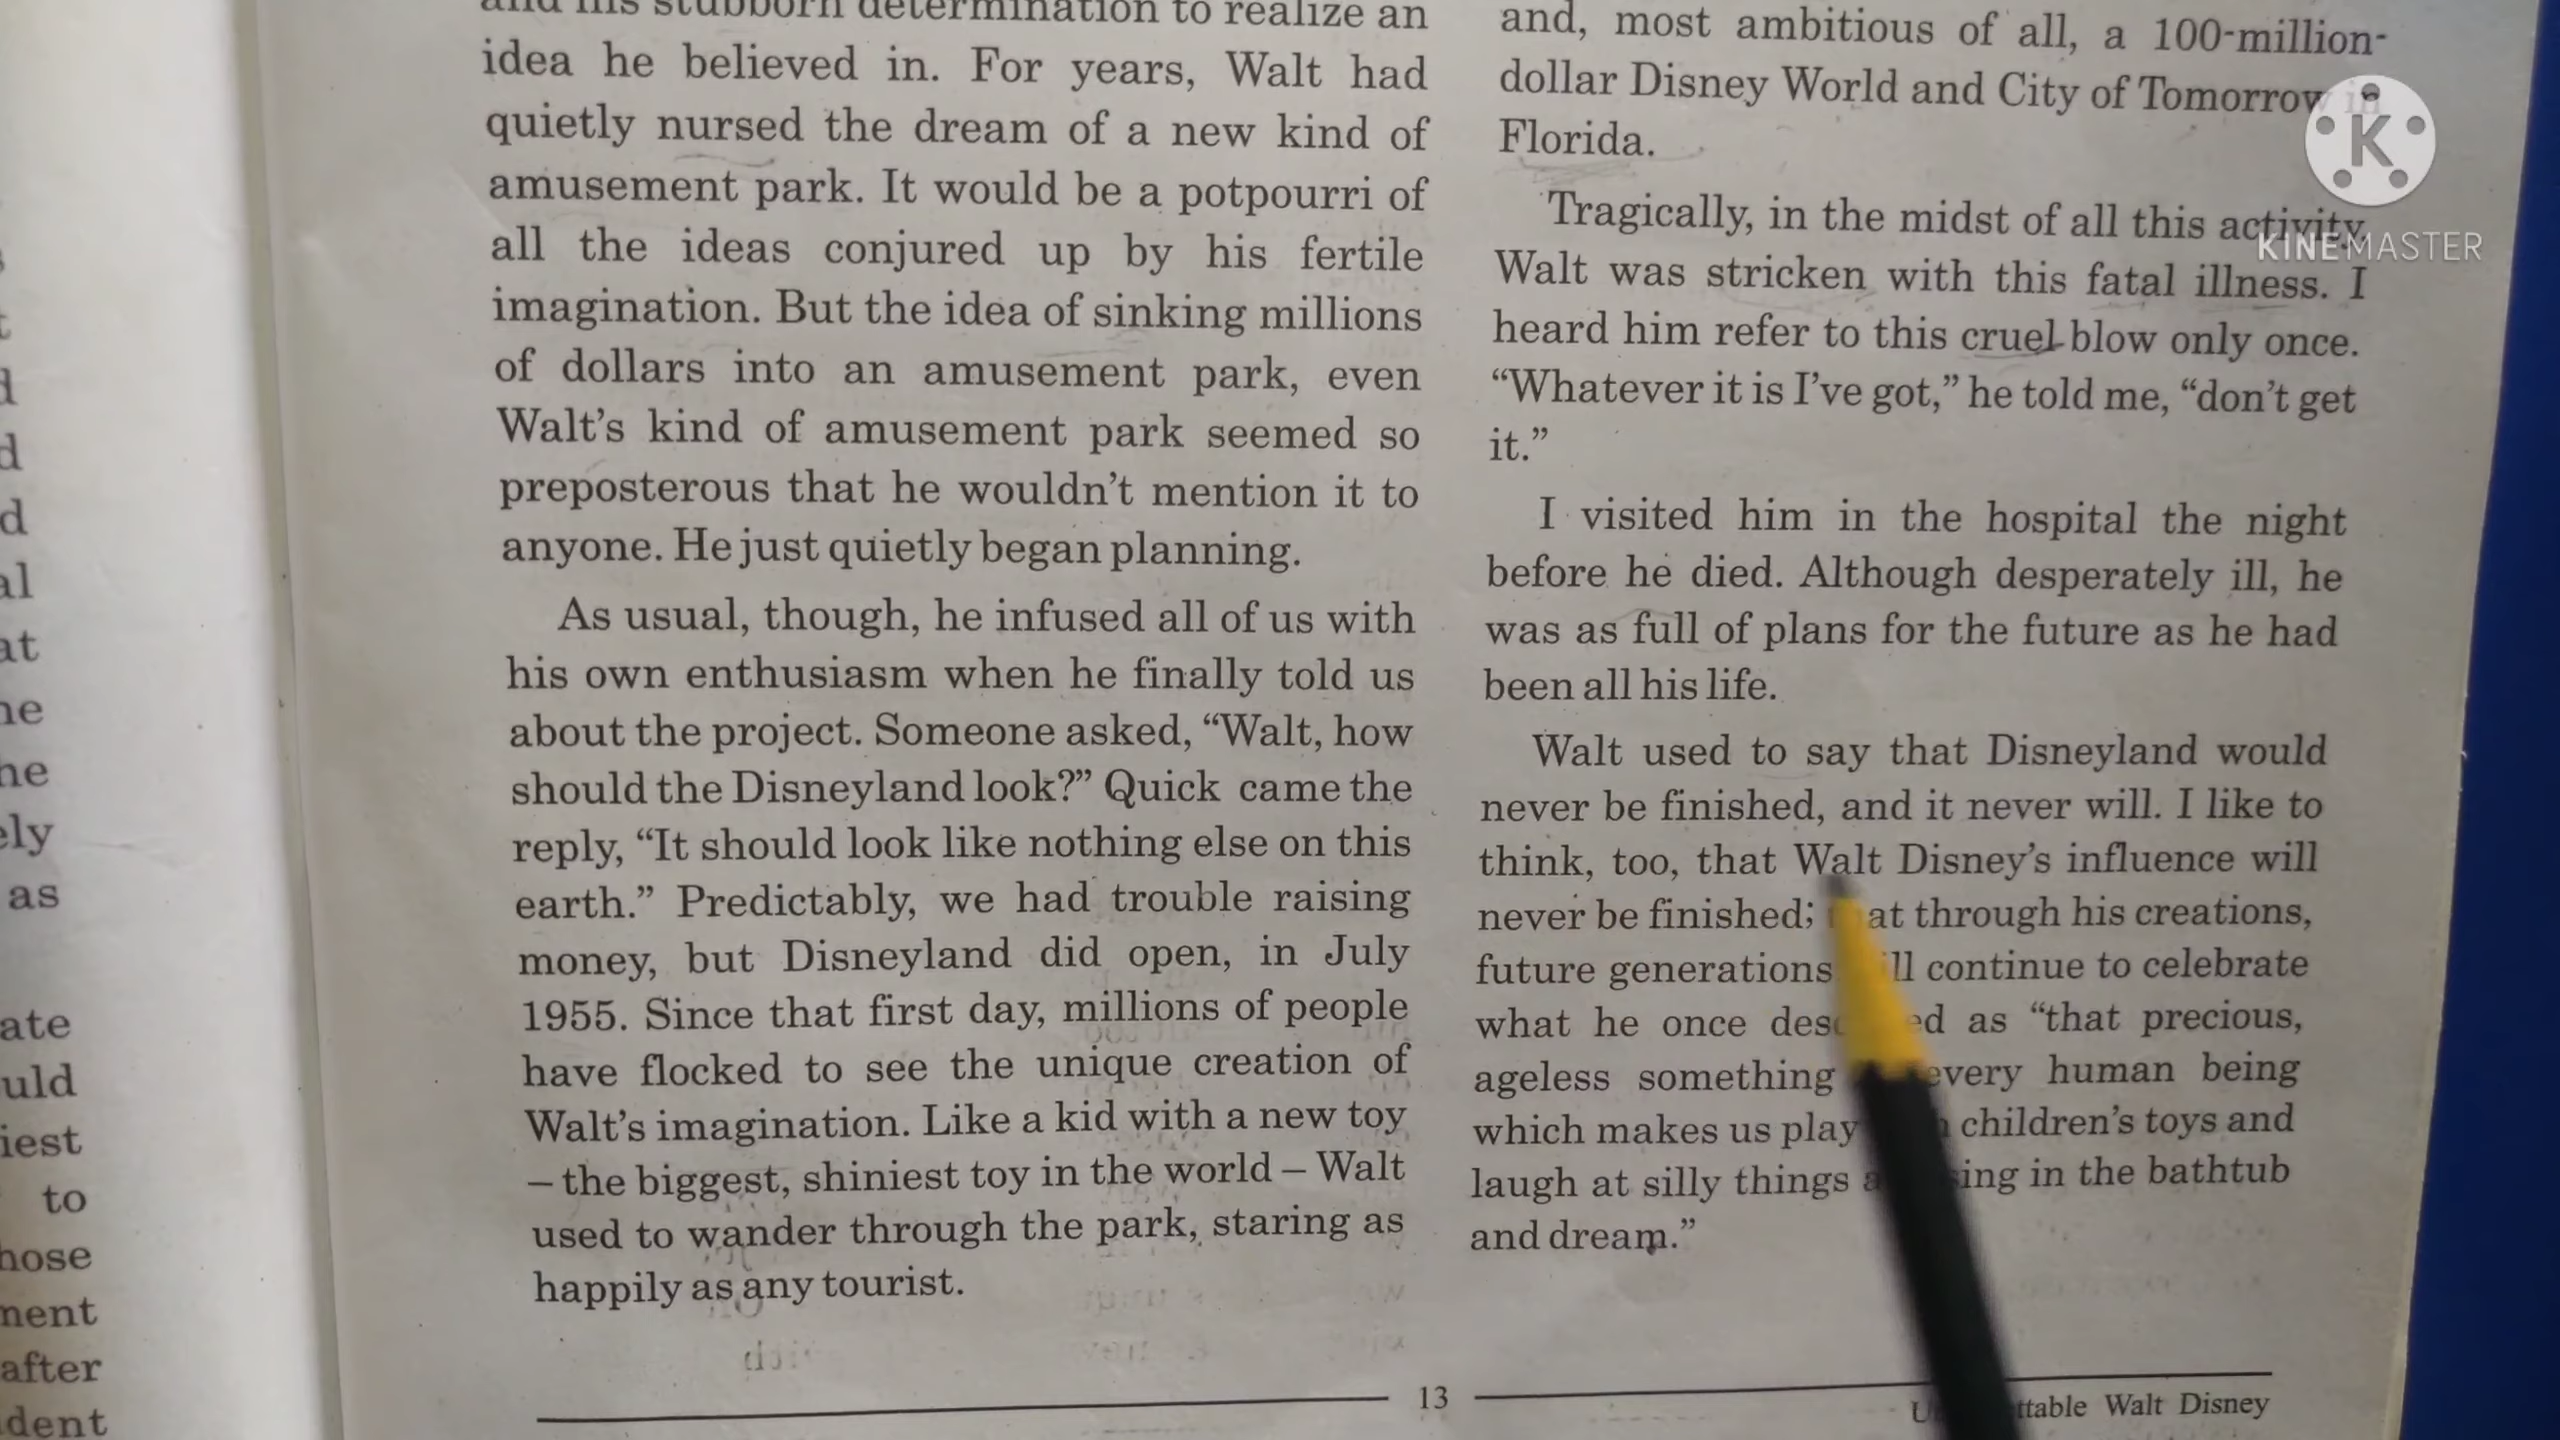 and his stubborn determination to realize an
idea he believed in. For years, Walt had
quietly nursed the dream of a new kind of
amusement park. It would be a potpourri of
all the ideas conjured up by his fertile
imagination. But the idea of sinking millions
of dollars into an amusement park, even
Walt's kind of amusement park seemed so
preposterous that he wouldn't mention it to
anyone. He just quietly began planning.
As usual, though, he infused all of us with
his own enthusiasm when he finally told us
about the project. Someone asked, “Walt, how
should the Disneyland look?” Quick came the
reply, “It should look like nothing else on this
earth.” Predictably, we had trouble raising
money, but Disneyland did open, in July
1955. Since that first day, millions of people
have flocked to see the unique creation of
Walt's imagination. Like a kid with a new toy
– the biggest, shiniest toy in the world – Walt
used to wander through the park, staring as
happily as any tourist.
and, most ambitious of all, a 100-million-
dollar Disney World and City of Tomorrow in
Florida.
Tragically, in the midst of all this activity,
Walt was stricken with this fatal illness. I
heard him refer to this cruel blow only once.
“Whatever it is I've got,” he told me, “don't get
it.”
I visited him in the hospital the night
before he died. Although desperately ill, he
was as full of plans for the future as he had
been all his life.
Walt used to say that Disneyland would
never be finished, and it never will. I like to
think, too, that Walt Disney's influence will
never be finished; that through his creations,
future generations will continue to celebrate
what he once described as “that precious,
ageless something every human being
which makes us play children's toys and
laugh at silly things sing in the bathtub
and dream.”
13
Walt Disney
K
KINEMASTER
ate
to
as
after